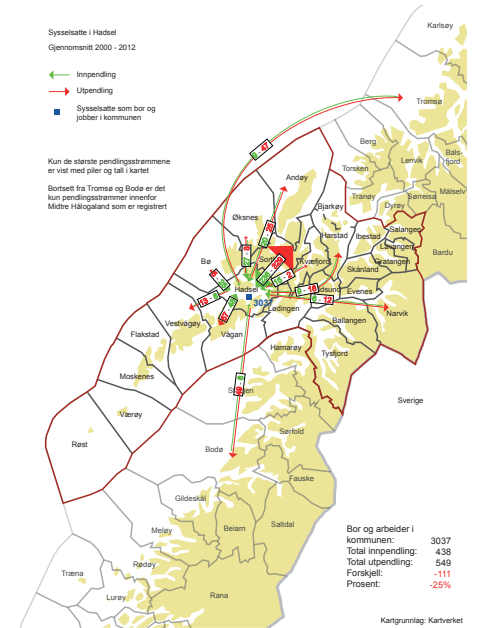 Sysselsatte i Hadsel
Gjennomsnitt 2000 - 2012
Innpendling
Utpendling
Sysselsatte som bor og
jobber i kommunen
Kun de største pendlingsstrømmene
er vist med piler og tall i kartet
Bortsett fra Tromsø og Bodø er det
kun pendlingsstrømmer innenfor
Midtre Hålogaland som er registrert
Karlsøy
Tromsø
Berg
Lenvik
Bals-
fjord
Torsken
Målselv
Sørreisa
Tranøy
Dyrøy
Andøy
Bjarkøy
Øksnes
Harstad
Ibestad
Salangen
Bardu
Lavangen
Gratangen
Bø
Kvæfjord
Skånland
Hadsel
Evenes
3037
Lødingen
Narvik
Vestvågøy
Ballangen
Flakstad
Vågan
Hamarøy
Tysfjord
Moskenes
Værøy
Sverige
Røst
Sørfold
Bodø
Fauske
Gildeskål
Saltdal
Beiarn
Meløy
Rødøy
Træna
Lurøy
Rana
Bor og arbeider i
kommunen: 3037
Total innpendling: 438
Total utpendling: 549
Forskjell: -111
Prosent: -25%
Kartgrunnlag: Kartverket